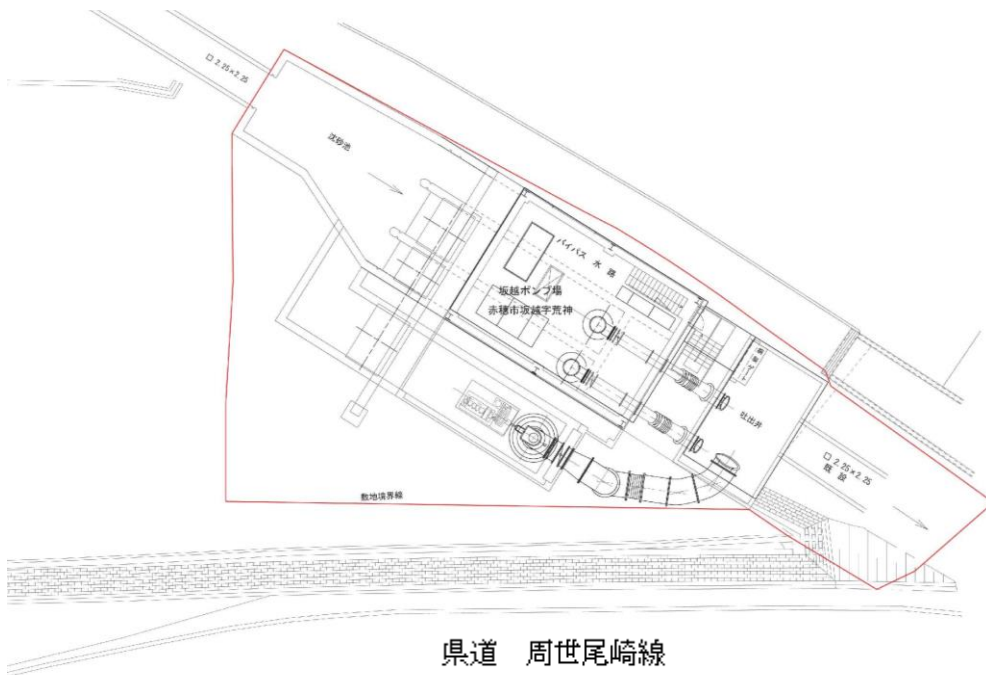 □ 2.25×2.25
沈砂池
バイパス水路
坂越ポンプ場
赤穂市坂越字荒神
吐出井
□ 2.25×2.25
既設
敷地境界線
県道 周世尾崎線